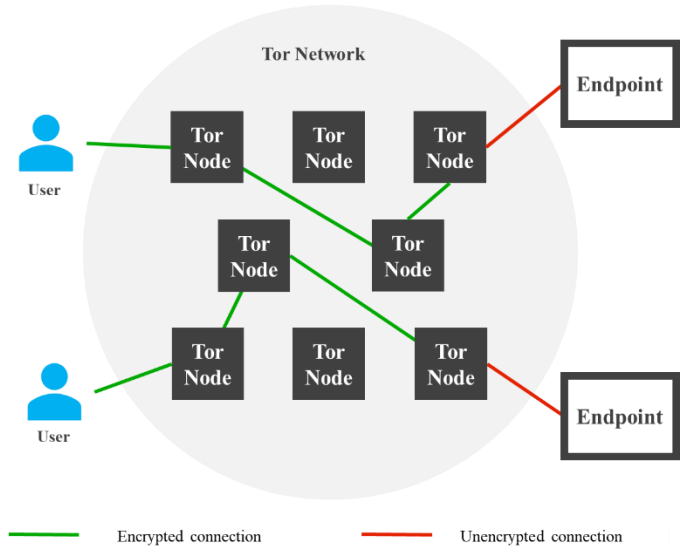 Tor Network
Endpoint
Tor
Node
Tor
Node
Tor
Node
User
Tor
Node
Tor
Node
Tor
Node
Tor
Node
Tor
Node
Endpoint
User
Encrypted connection
Unencrypted connection